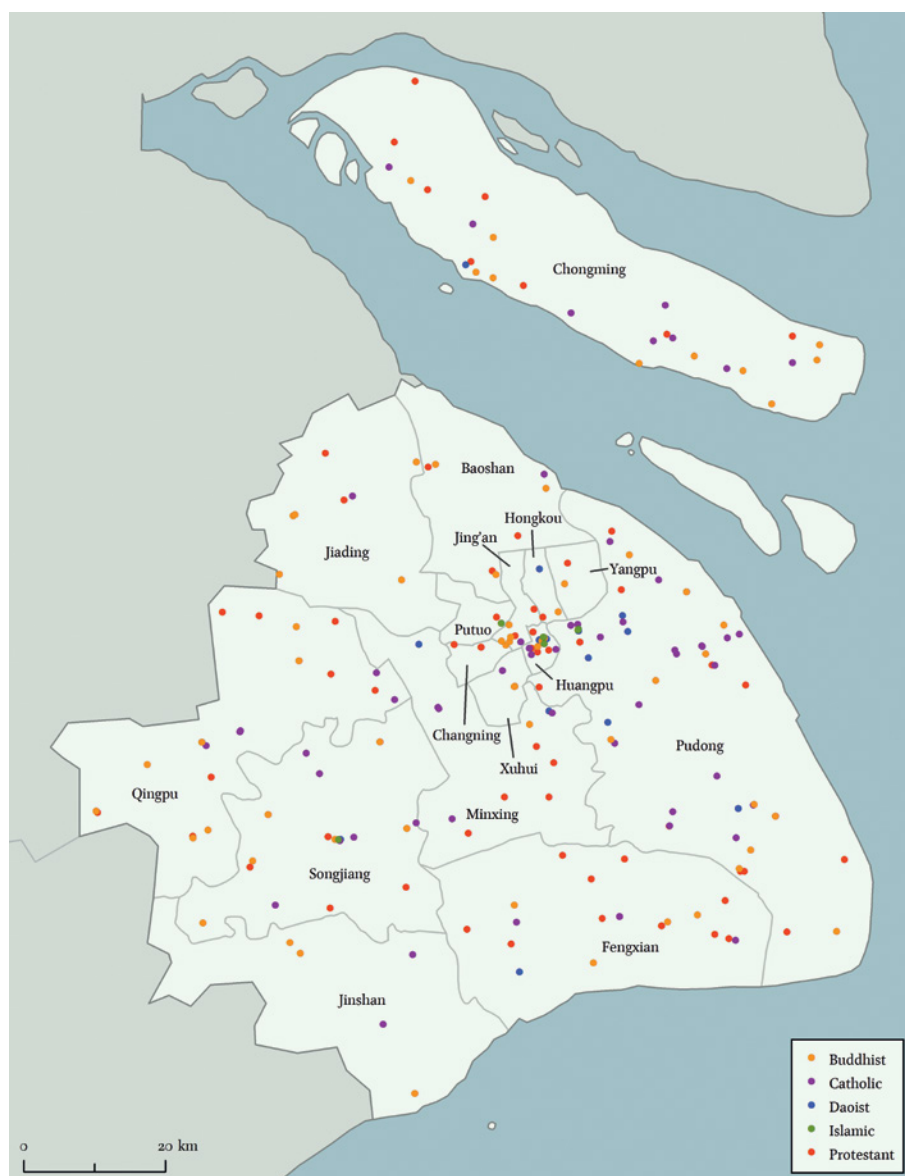 Chongming
Baoshan
Hongkou
Jing'an
Jiading
Yangpu
Putuo
Huangpu
Changning
Xuhui
Pudong
Qingpu
Minxing
Songjiang
Fengxian
Jinshan
Buddhist
Catholic
Daoist
Islamic
Protestant
0 20 km